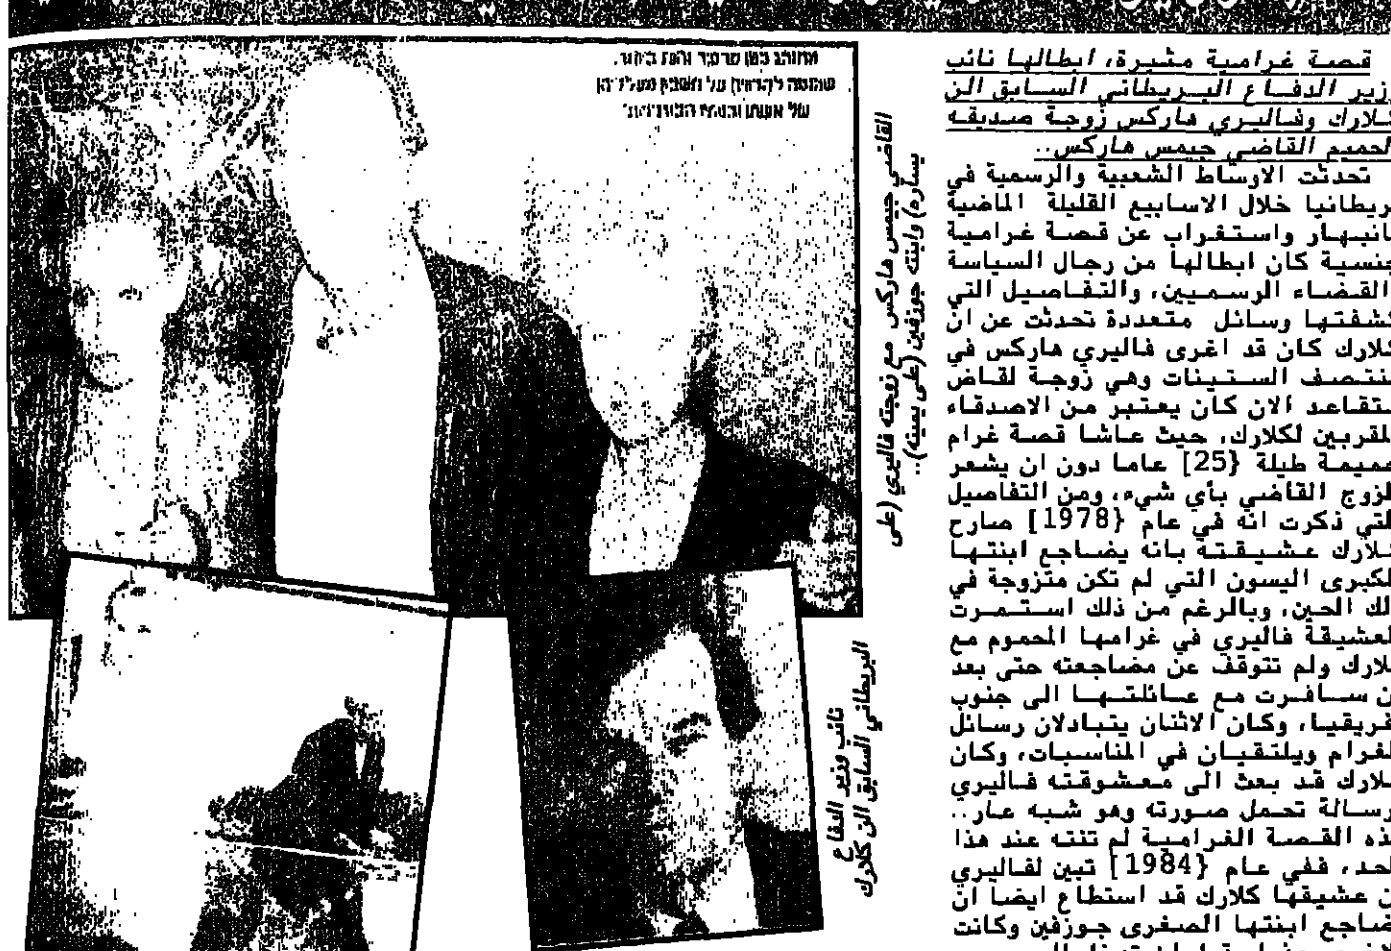 قصة غرامية مثيرة، ابطالها نائب
وزير الدفاع البريطاني السابق الن
كلارك وفاليري هاركس زوجة صديقه
الحميم القاضي جيمس هاركس..
تحدثت الاوساط الشعبية والرسمية في
بريطانيا خلال الاسابيع القليلة الماضية
بانبهار واستغراب عن قصة غرامية
جنسية كان ابطالها من رجال السياسة
والقضاء الرسميين، والتفاصيل التي
كشفتها وسائل متعددة تحدثت عن ان
كلارك كان قد اغرى فاليري هاركس في
منتصف الستينات وهي زوجة لقاض
متقاعد الان كان يعتبر من الاصدقاء
المقربين لكلارك، حيث عاشا قصة غرام
حميمة طيلة {25] عاما دون ان يشعر
الزوج القاضي بأي شيء، ومن التفاصيل
التي ذكرت انه في عام {1978] صارح
كلارك عشيقته بانه يضاجع ابنتها
الكبرى اليسون التي لم تكن متزوجة في
ذلك الحين، وبالرغم من ذلك استمرت
العشيقة فاليري في غرامها المحموم مع
كلارك ولم تتوقف عن مضاجعته حتى بعد
ان سافرت مع عائلتها الى جنوب
افريقيا، وكان الاثنان يتبادلان رسائل
الغرام ويلتقيان في المناسبات، وكان
كلارك قد بعث الى معشوقته فاليري
رسالة تحمل صورته وهو شبه عار..
هذه القصة الغرامية لم تنته عند هذا
الحد، ففي عام {1984] تبين لفاليري
ان عشيقها كلارك قد استطاع ايضا ان
يضاجع ابنتها الصغرى جوزفين وكانت
القاضي جيمس هاركس مع زوجته فاليري (على
يساره) وابنته جوزفين (على يمينه)..
نائب وزير الدفاع
البريطاني السابق الن كلارك